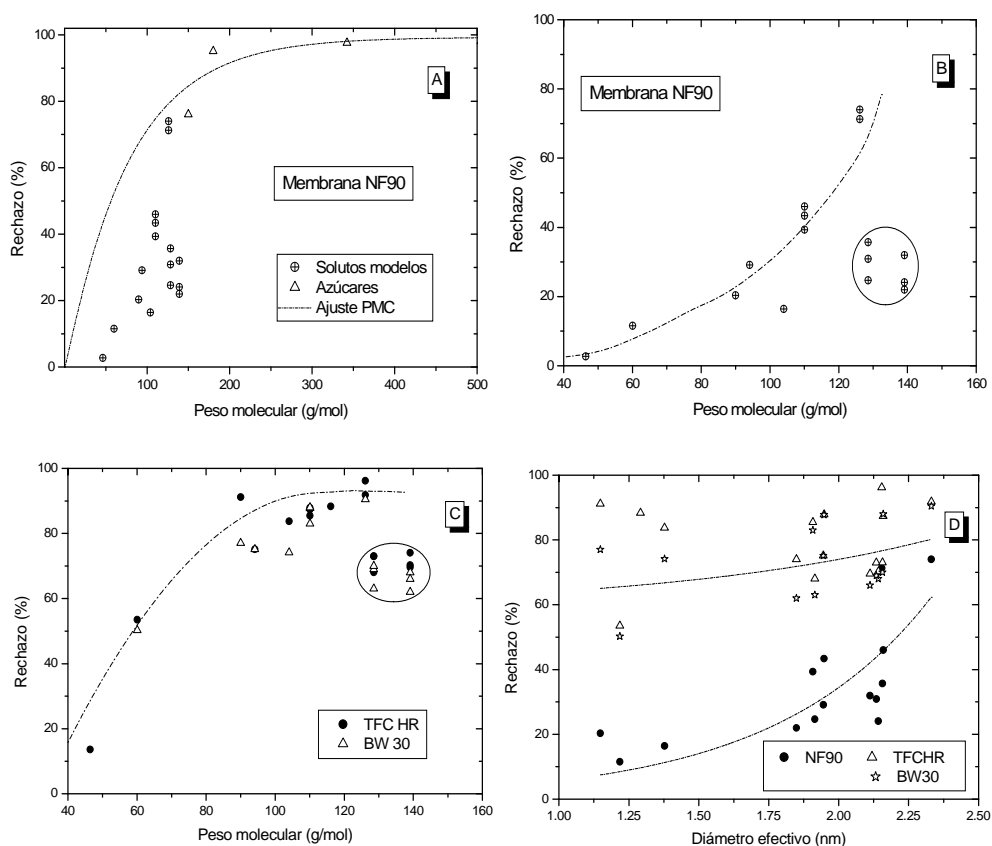 100
80
60
40
20
0
Rechazo (%)
A
Membrana NF90
Solutos modelos
Azúcares
Ajuste PMC
100
200
300
400
500
Peso molecular (g/mol)
100
80
60
40
20
0
Rechazo (%)
B
Membrana NF90
40
60
80
100
120
140
160
Peso molecular (g/mol)
100
80
60
40
20
0
Rechazo (%)
C
TFC HR
BW 30
40
60
80
100
120
140
160
Peso molecular (g/mol)
100
80
60
40
20
0
Rechazo (%)
D
NF90
TFCHR
BW30
1.00
1.25
1.50
1.75
2.00
2.25
2.50
Diámetro efectivo (nm)